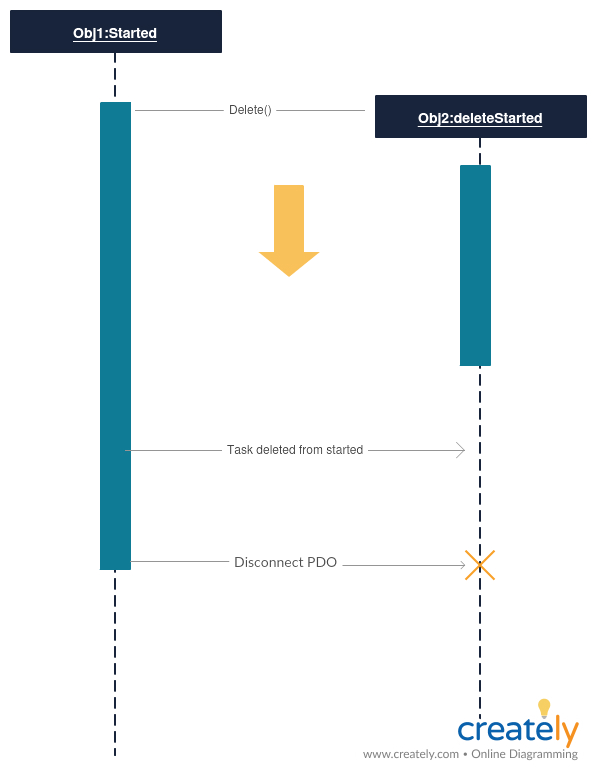 Obj1:Started
Delete()
Obj2:deleteStarted
Task deleted from started
Disconnect PDO
creately
www.creately.com • Online Diagramming